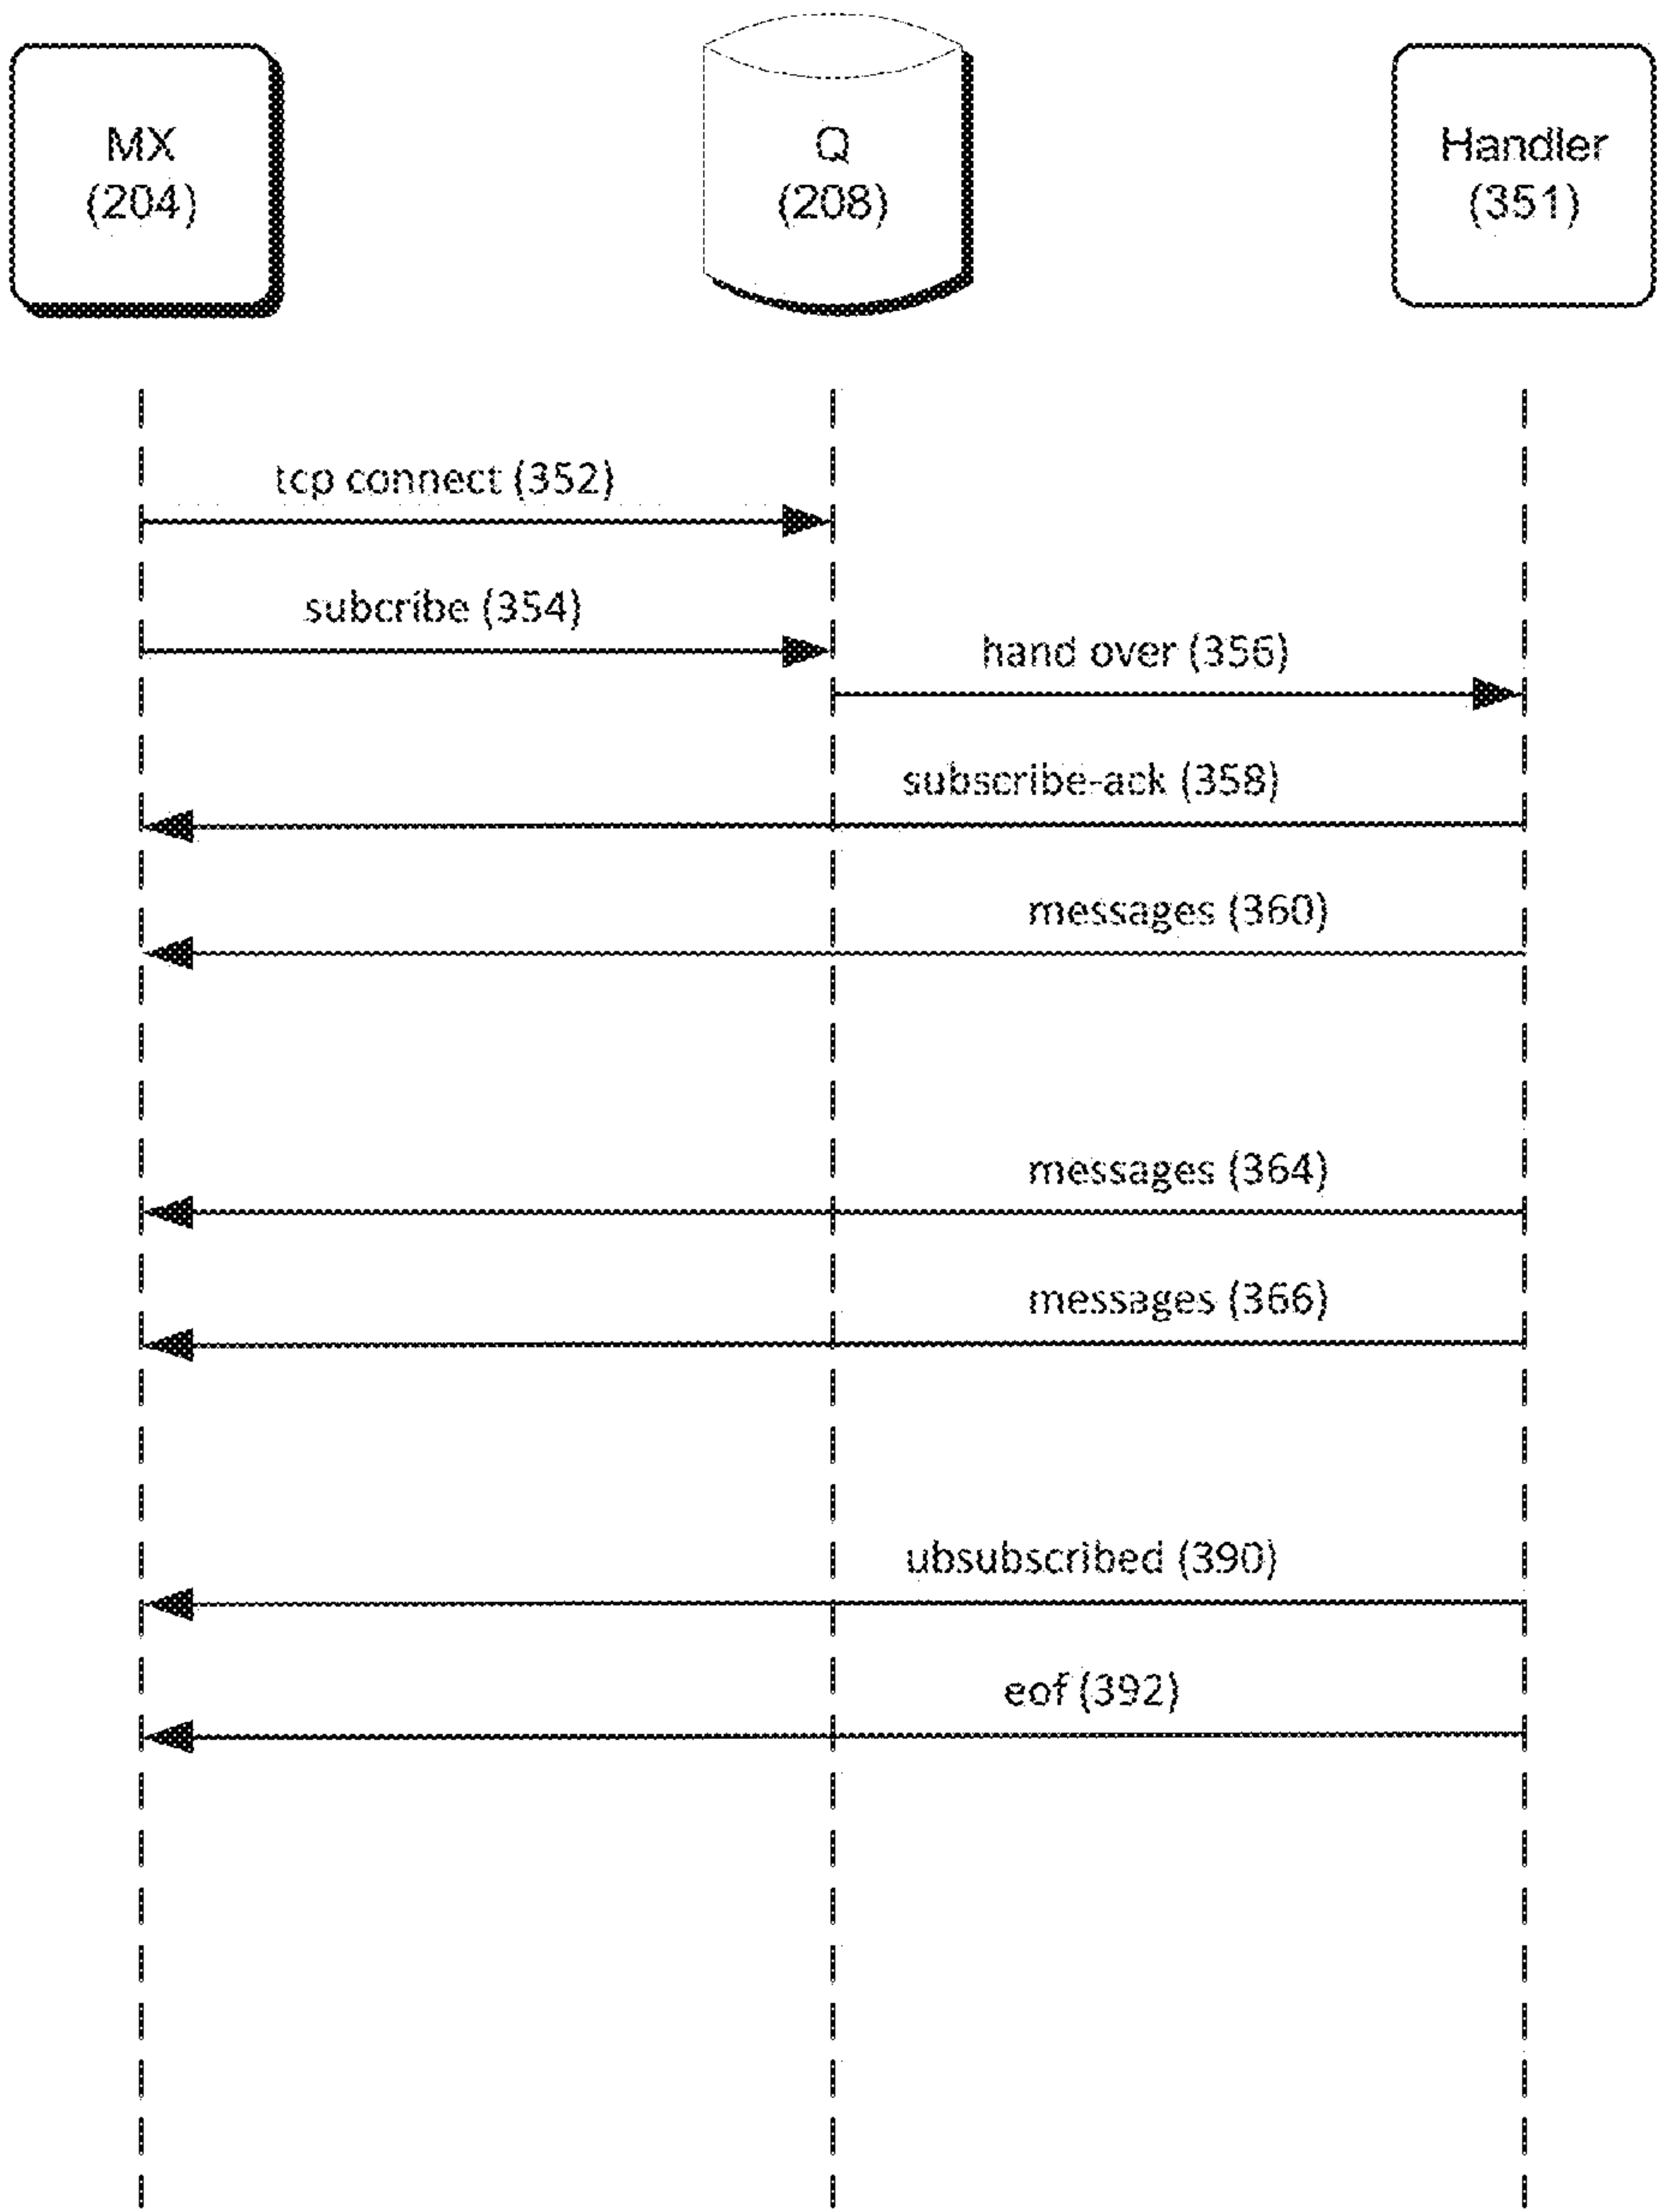 MX
(204)
Q
(208)
Handler
(351)
tcp connect (352)
subcribe (354)
hand over (356)
subscribe-ack (358)
messages (360)
messages (364)
messages (366)
ubsubscribed (390)
eof (392)